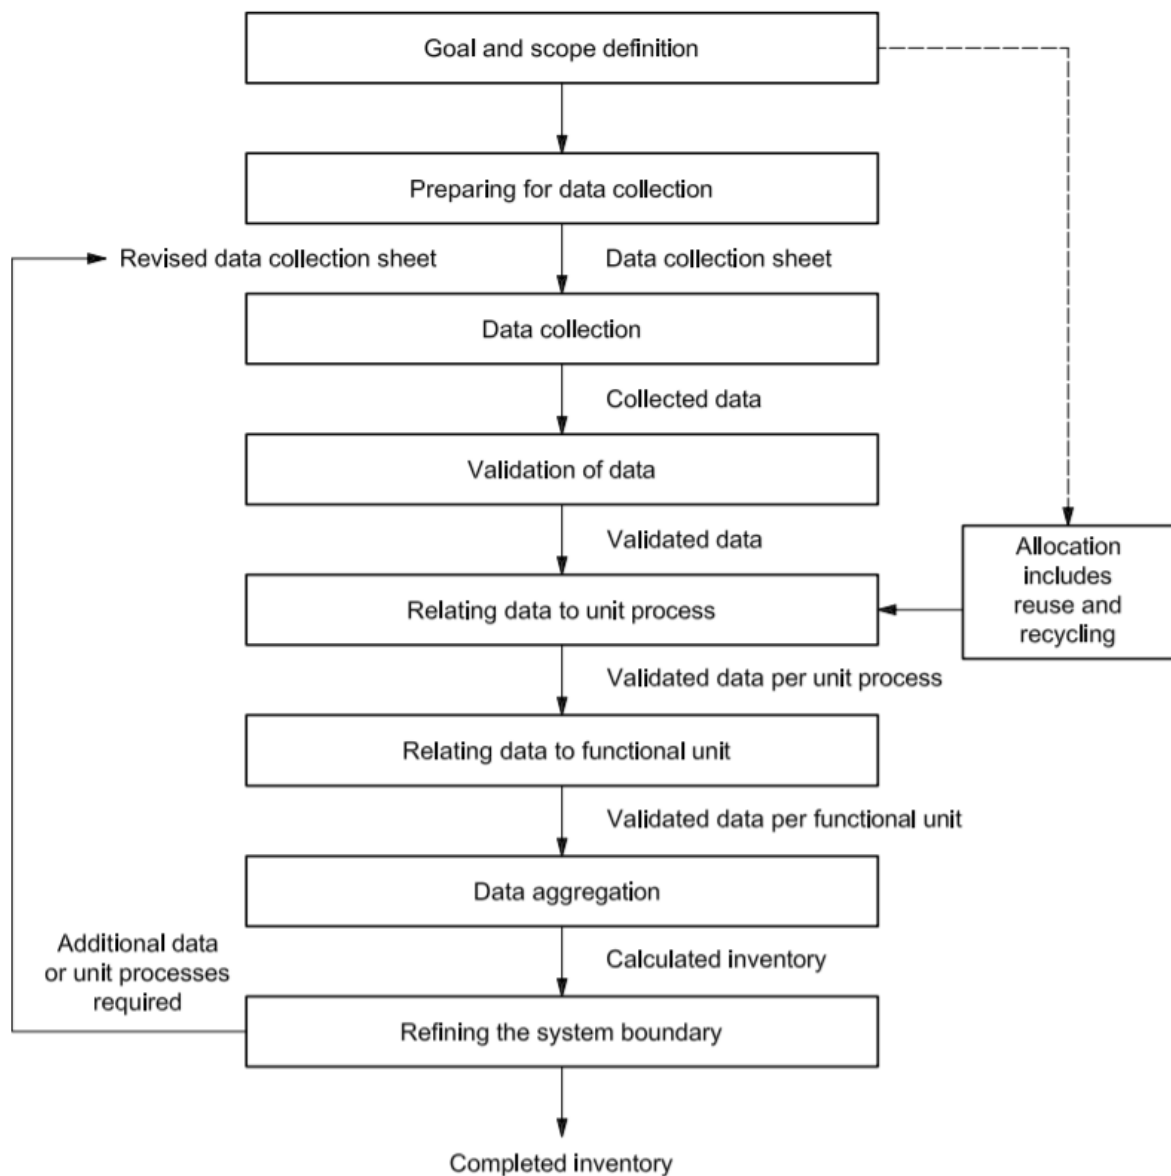 Goal and scope definition
Preparing for data collection
Revised data collection sheet
Data collection sheet
Data collection
Collected data
Validation of data
Validated data
Allocation
includes
reuse and
recycling
Relating data to unit process
Validated data per unit process
Relating data to functional unit
Validated data per functional unit
Data aggregation
Additional data
or unit processes
required
Calculated inventory
Refining the system boundary
Completed inventory